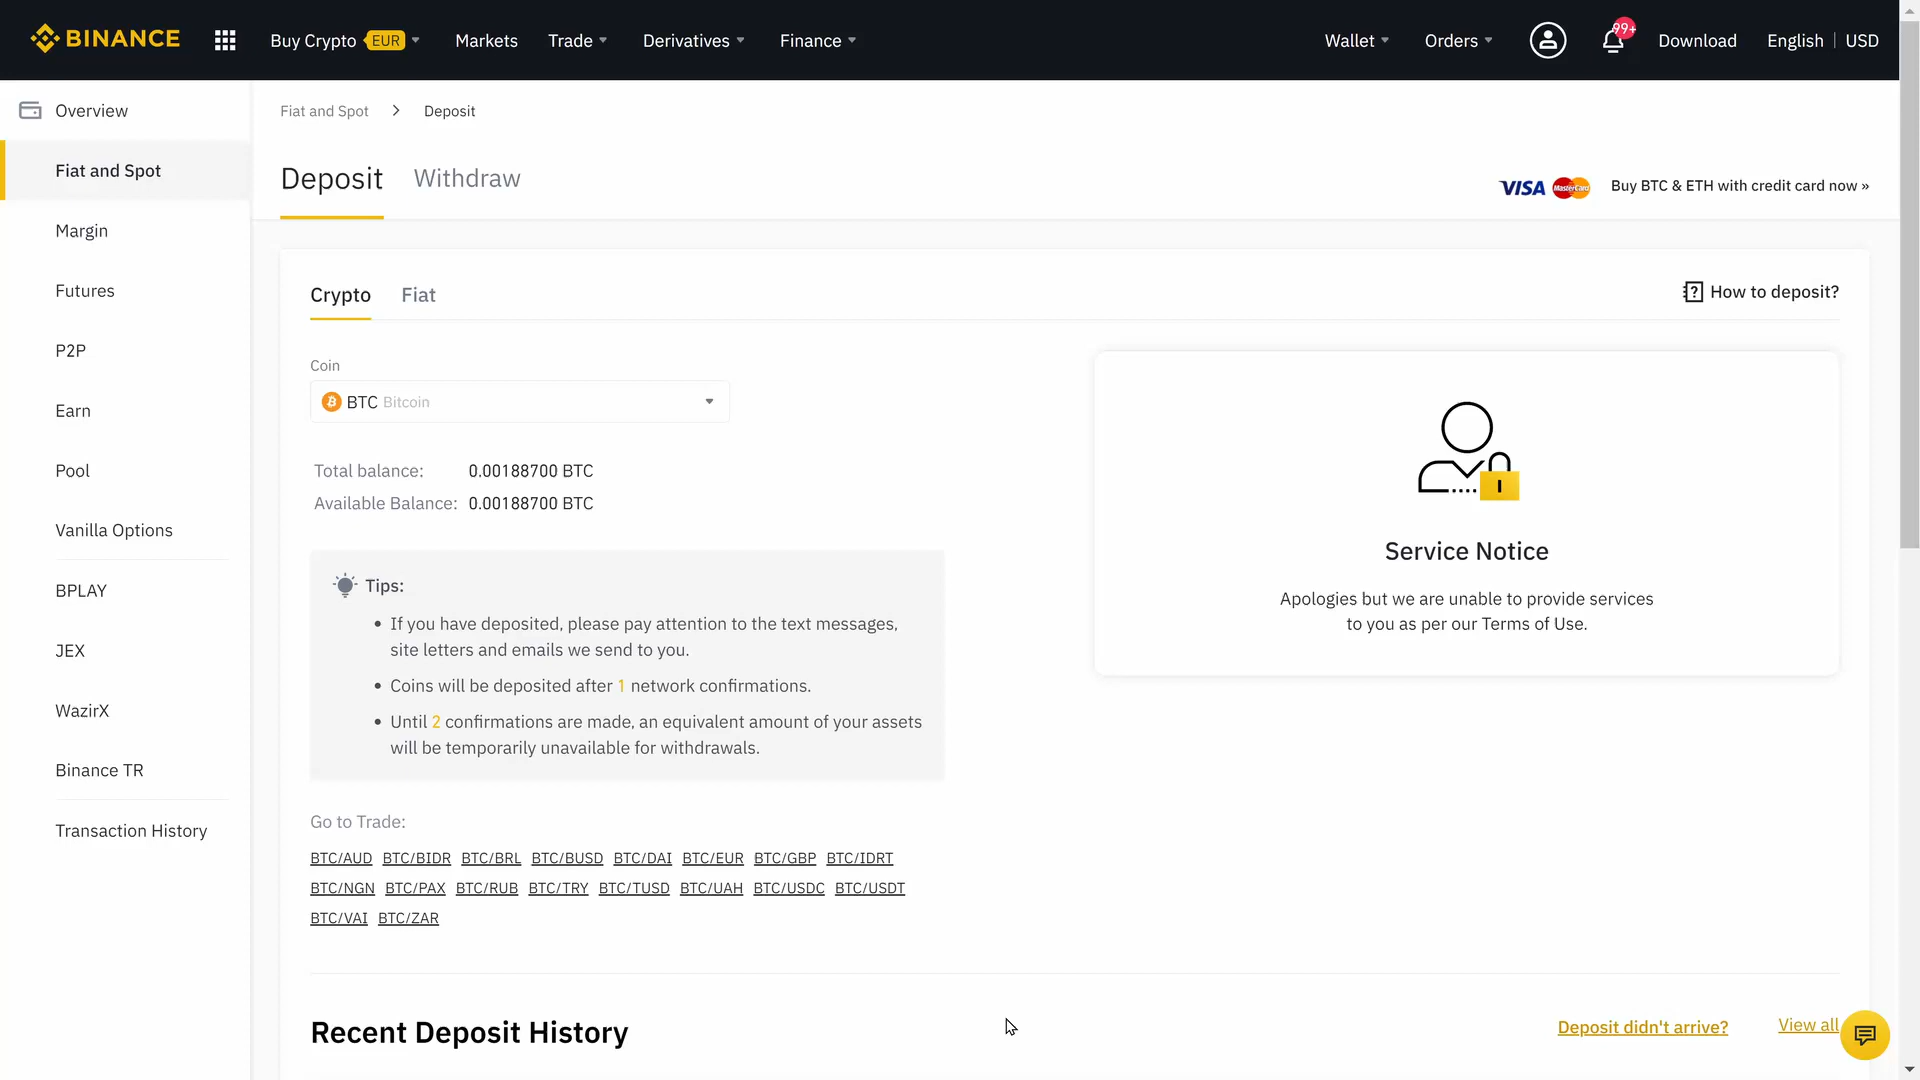 BINANCE
Buy Crypto EUR
Markets
Trade
Derivatives
Finance
Wallet
Orders
99+
Download
English | USD
Overview
Fiat and Spot
Margin
Futures
P2P
Earn
Pool
Vanilla Options
BPLAY
JEX
WazirX
Binance TR
Transaction History
Fiat and Spot > Deposit
Deposit Withdraw
VISA MasterCard Buy BTC & ETH with credit card now »
Crypto Fiat
How to deposit?
Coin
BTC Bitcoin
Total balance: 0.00188700 BTC
Available Balance: 0.00188700 BTC
Tips:
• If you have deposited, please pay attention to the text messages,
site letters and emails we send to you.
• Coins will be deposited after 1 network confirmations.
• Until 2 confirmations are made, an equivalent amount of your assets
will be temporarily unavailable for withdrawals.
Service Notice
Apologies but we are unable to provide services
to you as per our Terms of Use.
Go to Trade:
BTC/AUD BTC/BIDR BTC/BRL BTC/BUSD BTC/DAI BTC/EUR BTC/GBP BTC/IDRT
BTC/NGN BTC/PAX BTC/RUB BTC/TRY BTC/TUSD BTC/UAH BTC/USDC BTC/USDT
BTC/VAI BTC/ZAR
Recent Deposit History
Deposit didn't arrive?
View all